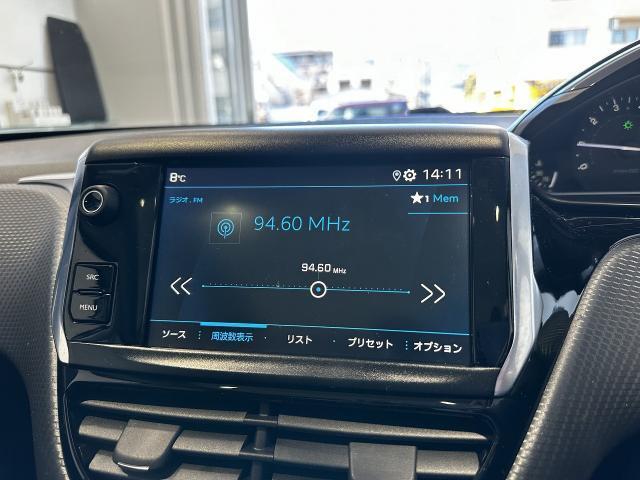 8°C
14:11
ラジオ.FM
★1 Mem
94.60 MHz
94.60 MHz
SRC
MENU
ソース
周波数表示
リスト
プリセット
オプション